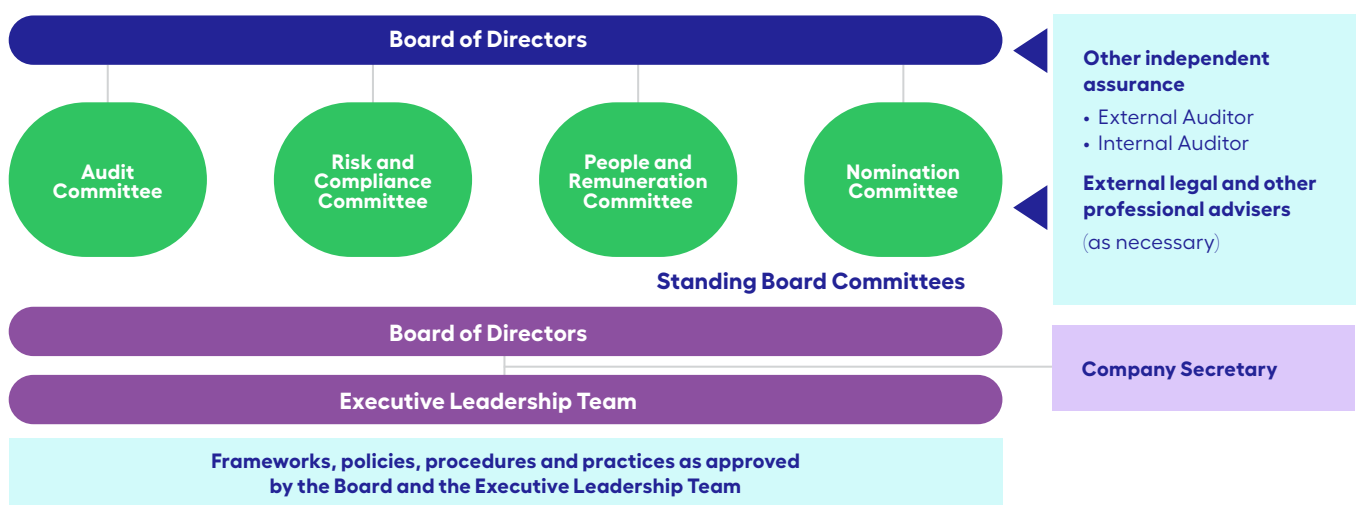 Board of Directors
Audit
Committee
Risk and
Compliance
Committee
People and
Remuneration
Committee
Nomination
Committee
Standing Board Committees
Other independent
assurance
• External Auditor
• Internal Auditor
External legal and other
professional advisers
(as necessary)
Board of Directors
Company Secretary
Executive Leadership Team
Frameworks, policies, procedures and practices as approved
by the Board and the Executive Leadership Team